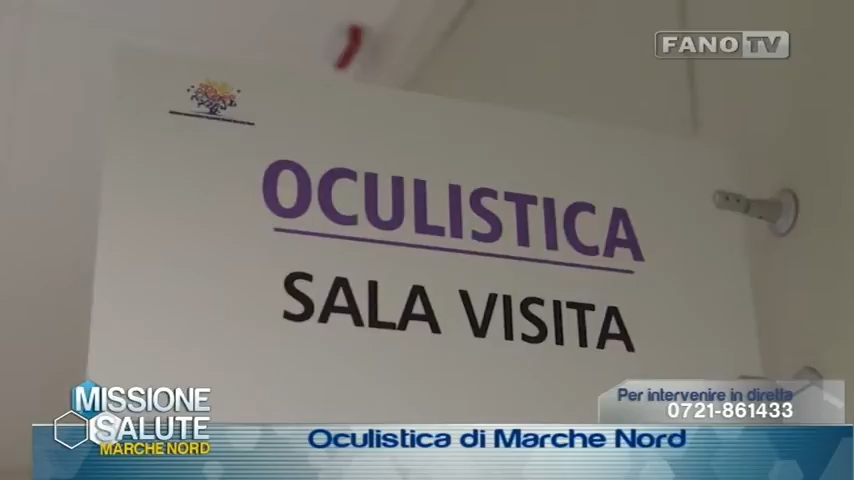 FANO TV
OCULISTICA
SALA VISITA
MISSIONE
SALUTE
MARCHE NORD
Per intervenire in diretta
0721-861433
Oculistica di Marche Nord